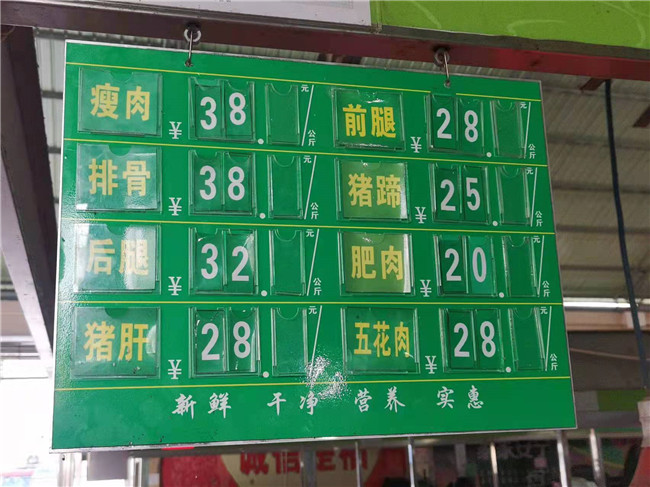 瘦肉 ¥ 38. 元/公斤 前腿 ¥ 28. 元/公斤
排骨 ¥ 38. 元/公斤 猪蹄 ¥ 25. 元/公斤
后腿 ¥ 32. 元/公斤 肥肉 ¥ 20. 元/公斤
猪肝 ¥ 28. 元/公斤 五花肉 ¥ 28. 元/公斤
新鲜 干净 营养 实惠